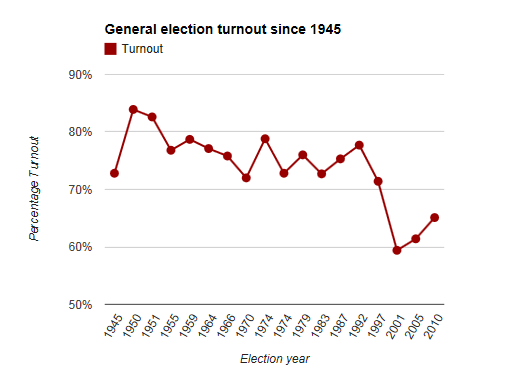 General election turnout since 1945
Turnout
90%
80%
70%
60%
50%
Percentage Turnout
1945 1950 1951 1955 1959 1964 1966 1970 1974 1974 1979 1983 1987 1992 1997 2001 2005 2010
Election year